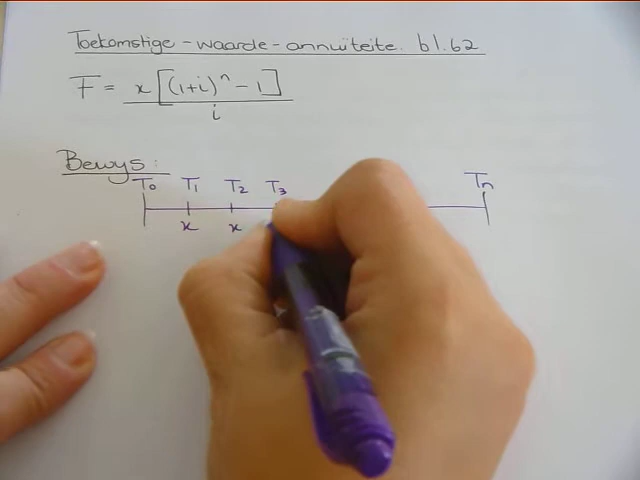 Toekomstige-waarde-annuïteite. bl.62
F = x[(1+i)^n - 1] / i
Bewys:
T₀ T₁ T₂ T₃ Tₙ
x x